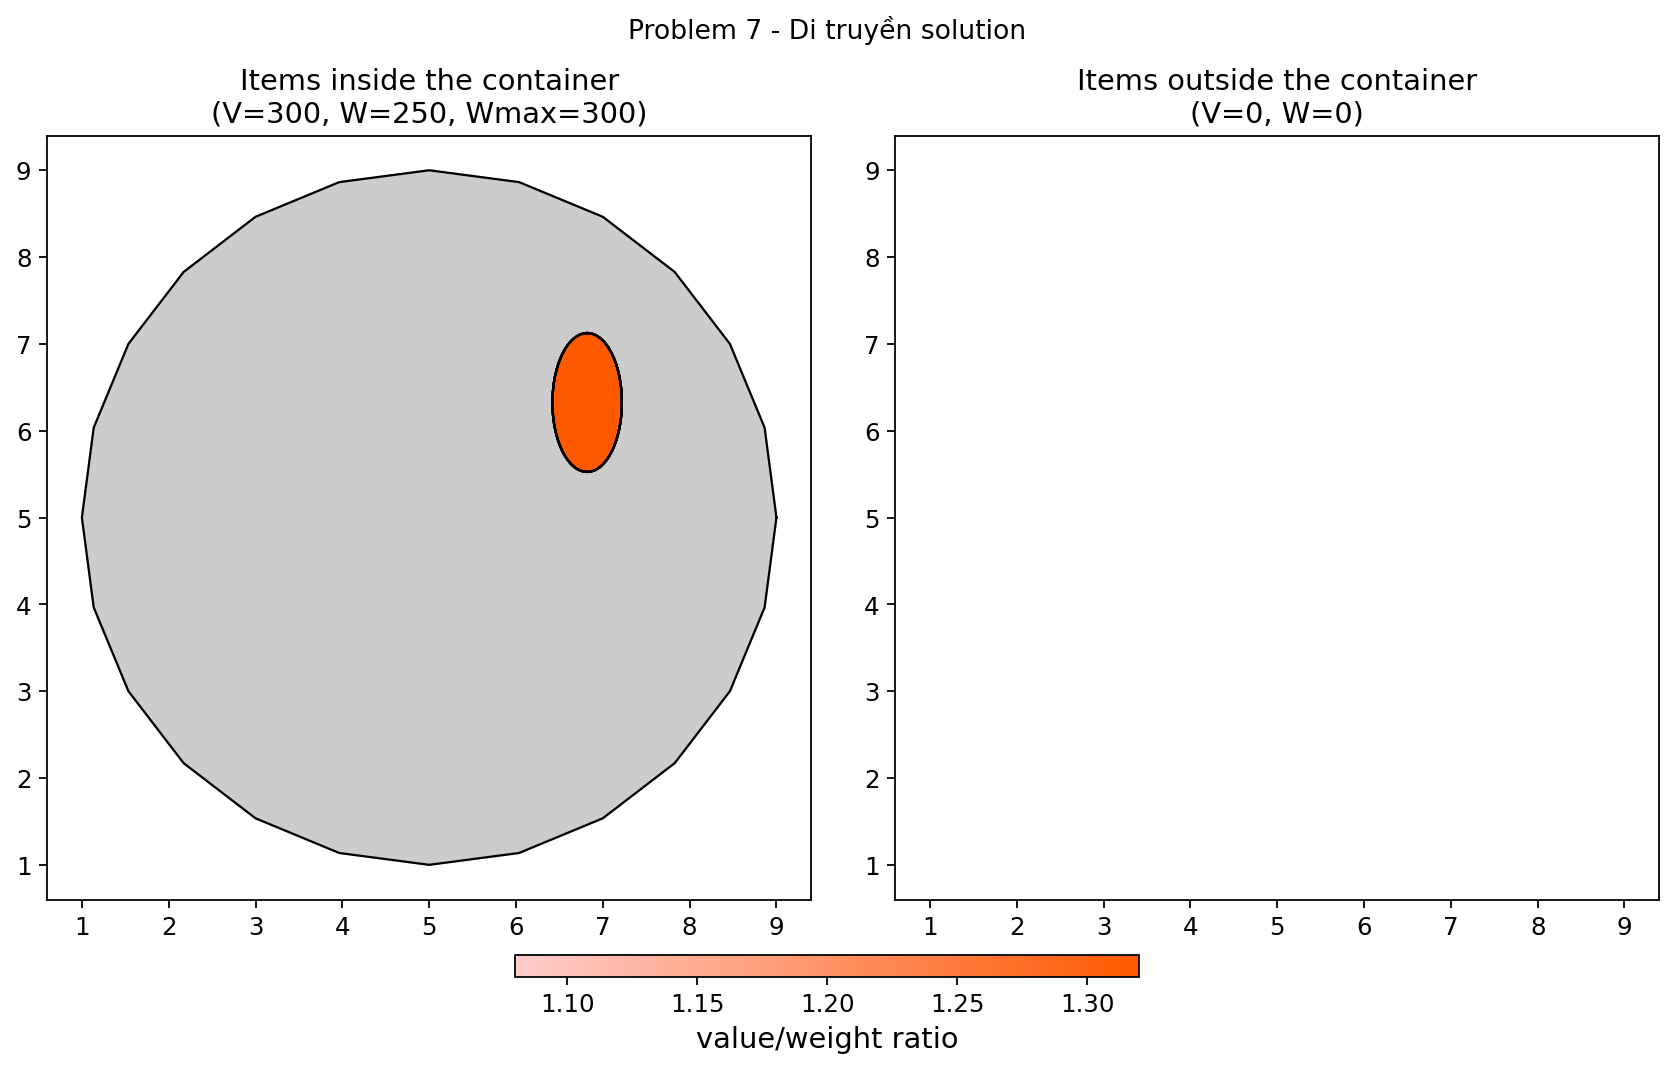 Problem 7 - Di truyền solution
Items inside the container
(V=300, W=250, Wmax=300)
9
8
7
6
5
4
3
2
1
1 2 3 4 5 6 7 8 9
Items outside the container
(V=0, W=0)
9
8
7
6
5
4
3
2
1
1 2 3 4 5 6 7 8 9
1.10 1.15 1.20 1.25 1.30
value/weight ratio